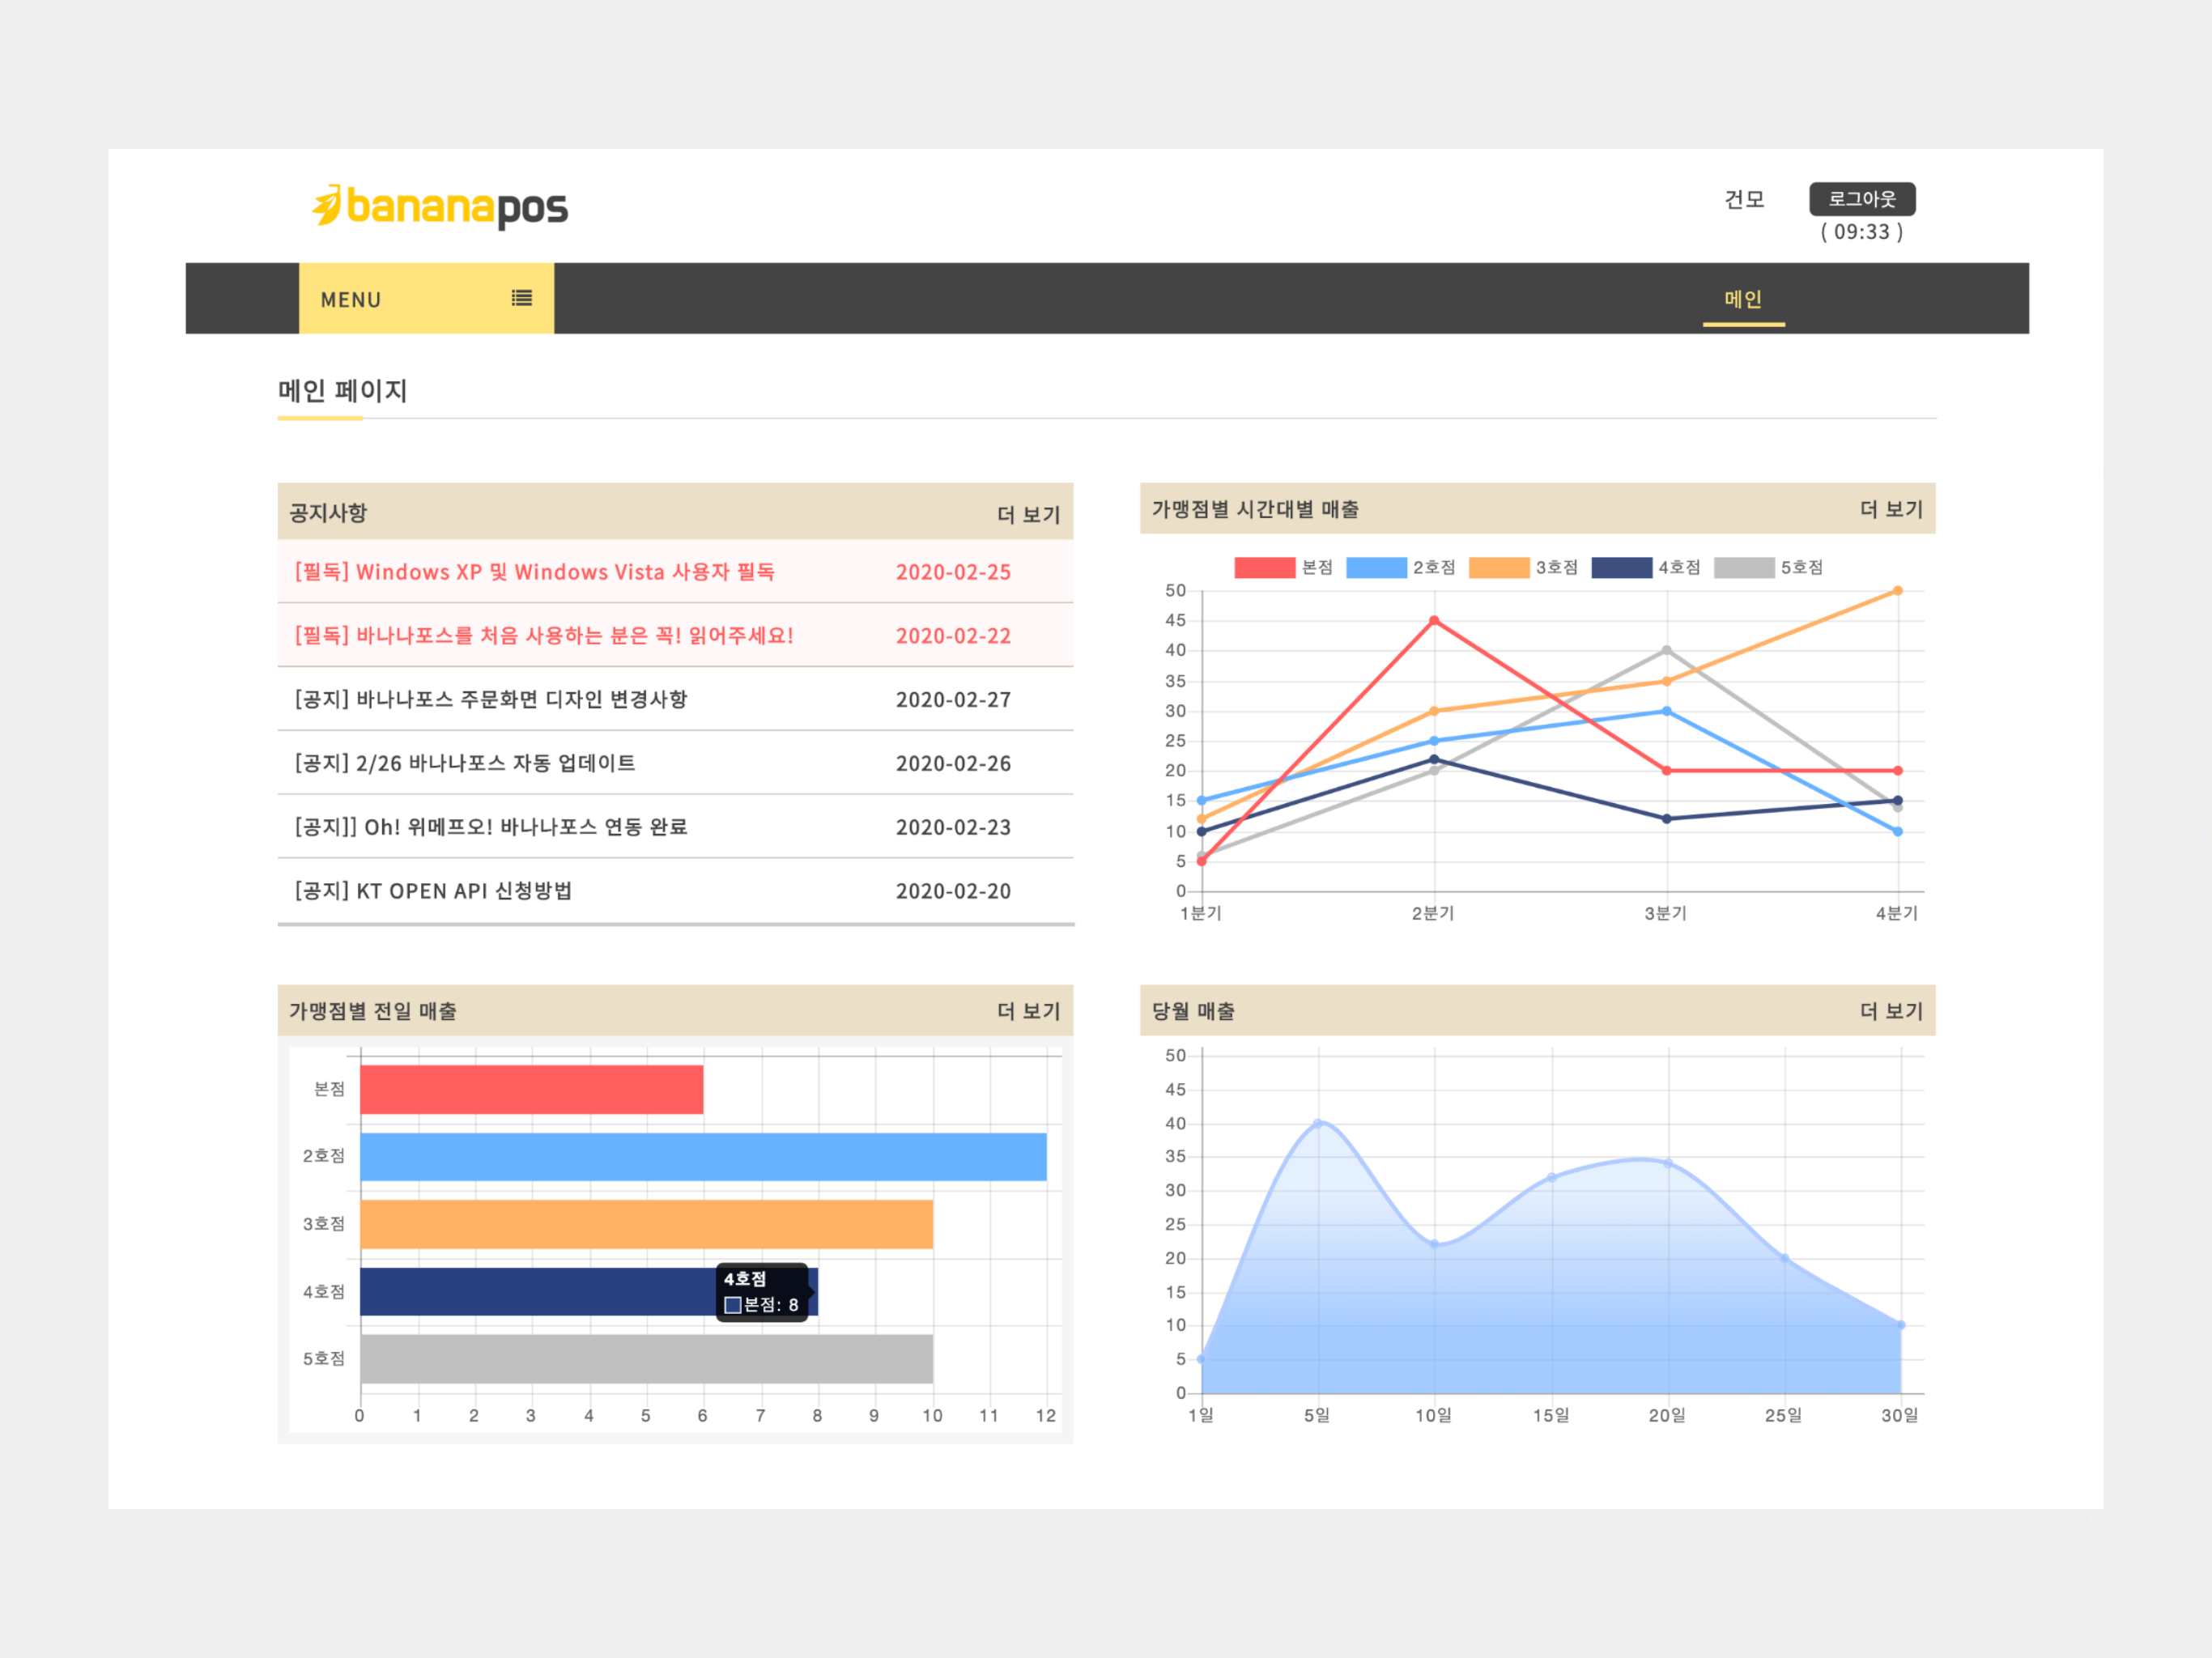 bananapos
건모 로그아웃
( 09:33 )
MENU 메인
메인 페이지
공지사항 더 보기
[필독] Windows XP 및 Windows Vista 사용자 필독 2020-02-25
[필독] 바나나포스를 처음 사용하는 분은 꼭! 읽어주세요! 2020-02-22
[공지] 바나나포스 주문화면 디자인 변경사항 2020-02-27
[공지] 2/26 바나나포스 자동 업데이트 2020-02-26
[공지]] Oh! 위메프오! 바나나포스 연동 완료 2020-02-23
[공지] KT OPEN API 신청방법 2020-02-20
가맹점별 시간대별 매출 더 보기
본점 2호점 3호점 4호점 5호점
50
45
40
35
30
25
20
15
10
5
0
1분기 2분기 3분기 4분기
가맹점별 전일 매출 더 보기
본점
2호점
3호점
4호점
4호점
본점: 8
5호점
0 1 2 3 4 5 6 7 8 9 10 11 12
당월 매출 더 보기
50
45
40
35
30
25
20
15
10
5
0
1일 5일 10일 15일 20일 25일 30일